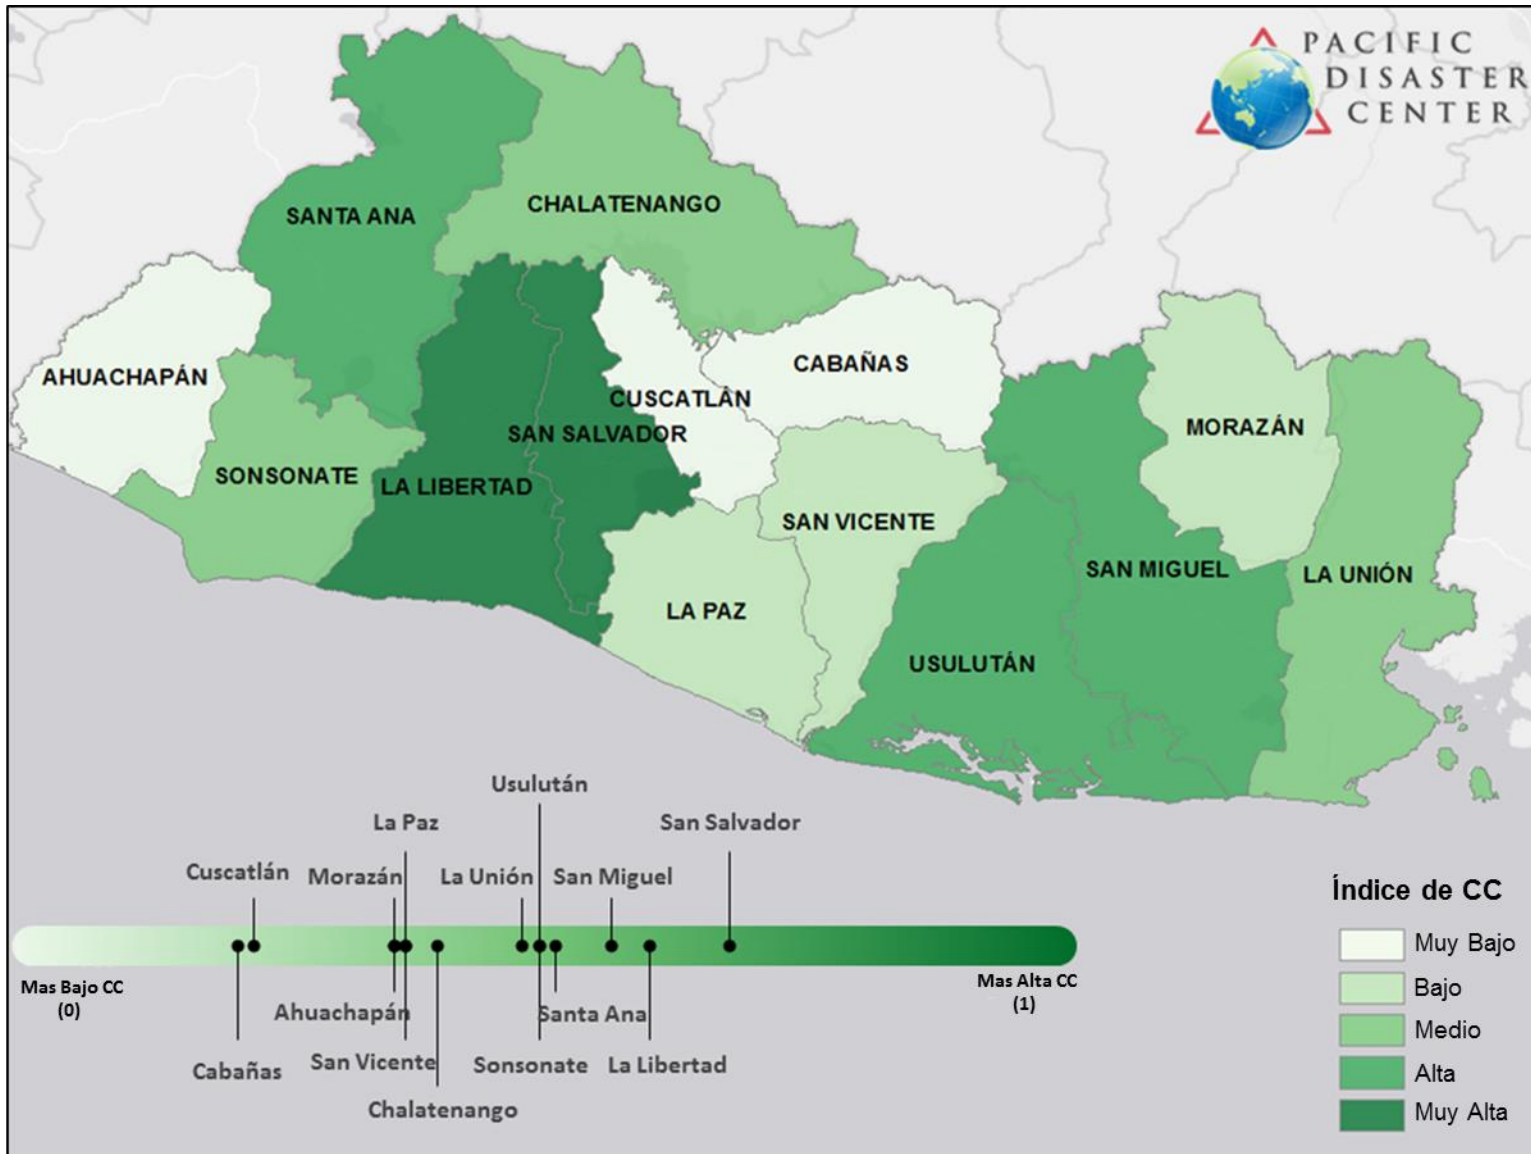 PACIFIC
DISASTER
CENTER
SANTA ANA
CHALATENANGO
AHUACHAPÁN
CABAÑAS
CUSCATLÁN
SAN SALVADOR
MORAZÁN
SONSONATE
LA LIBERTAD
SAN VICENTE
SAN MIGUEL
LA UNIÓN
LA PAZ
USULUTÁN
Usulután
La Paz
San Salvador
Cuscatlán
Morazán
La Unión
San Miguel
Mas Bajo CC
(0)
Mas Alta CC
(1)
Ahuachapán
Santa Ana
Cabañas
San Vicente
Sonsonate
La Libertad
Chalatenango
Índice de CC
Muy Bajo
Bajo
Medio
Alta
Muy Alta